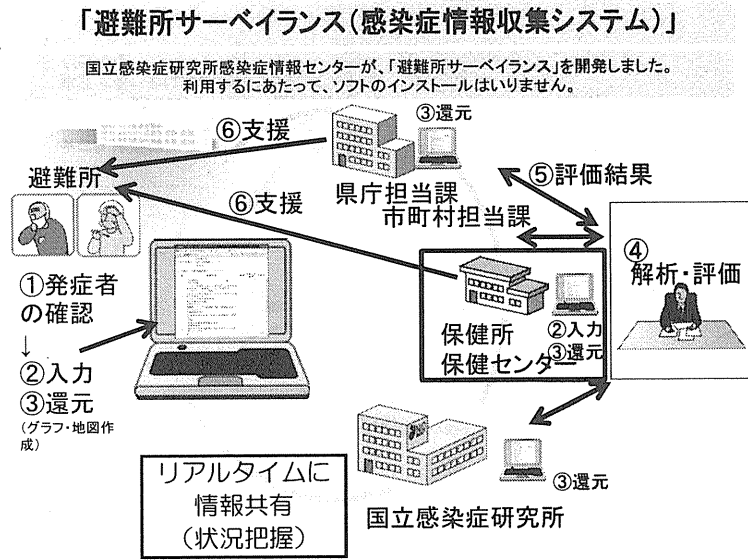 「避難所サーベイランス(感染症情報収集システム)」
国立感染症研究所感染症情報センターが、「避難所サーベイランス」を開発しました。
利用するにあたって、ソフトのインストールはいりません。
⑥支援
③還元
避難所
⑥支援
県庁担当課
市町村担当課
⑤評価結果
④
解析・評価
①発症者
の確認
↓
②入力
③還元
(グラフ・地図作
成)
保健所
保健センター
②入力
③還元
③還元
国立感染症研究所
リアルタイムに
情報共有
(状況把握)